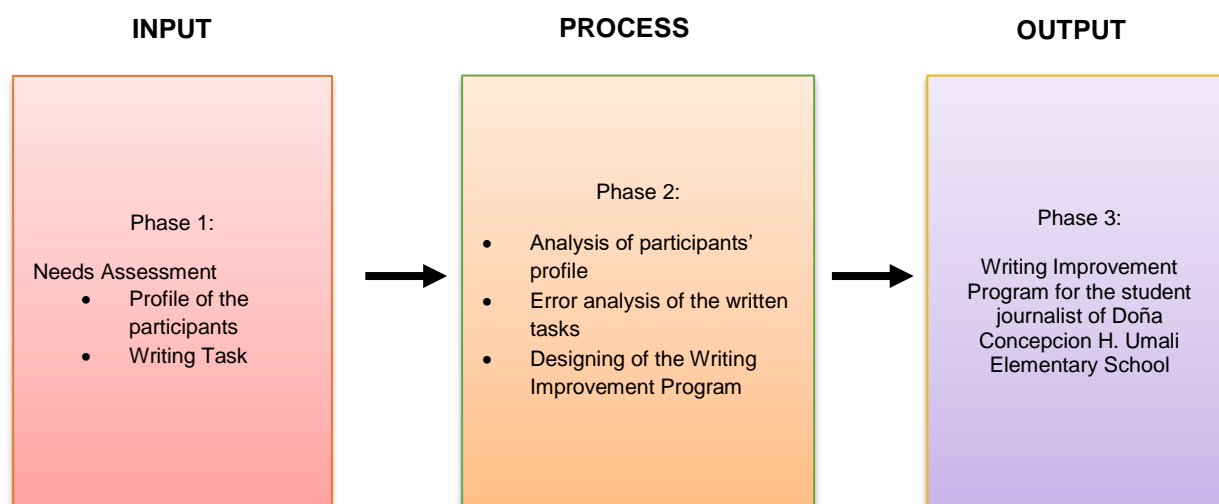 INPUT
PROCESS
OUTPUT
Phase 1:
Needs Assessment
• Profile of the
participants
• Writing Task
Phase 2:
• Analysis of participants’
profile
• Error analysis of the written
tasks
• Designing of the Writing
Improvement Program
Phase 3:
Writing Improvement
Program for the student
journalist of Doña
Concepcion H. Umali
Elementary School